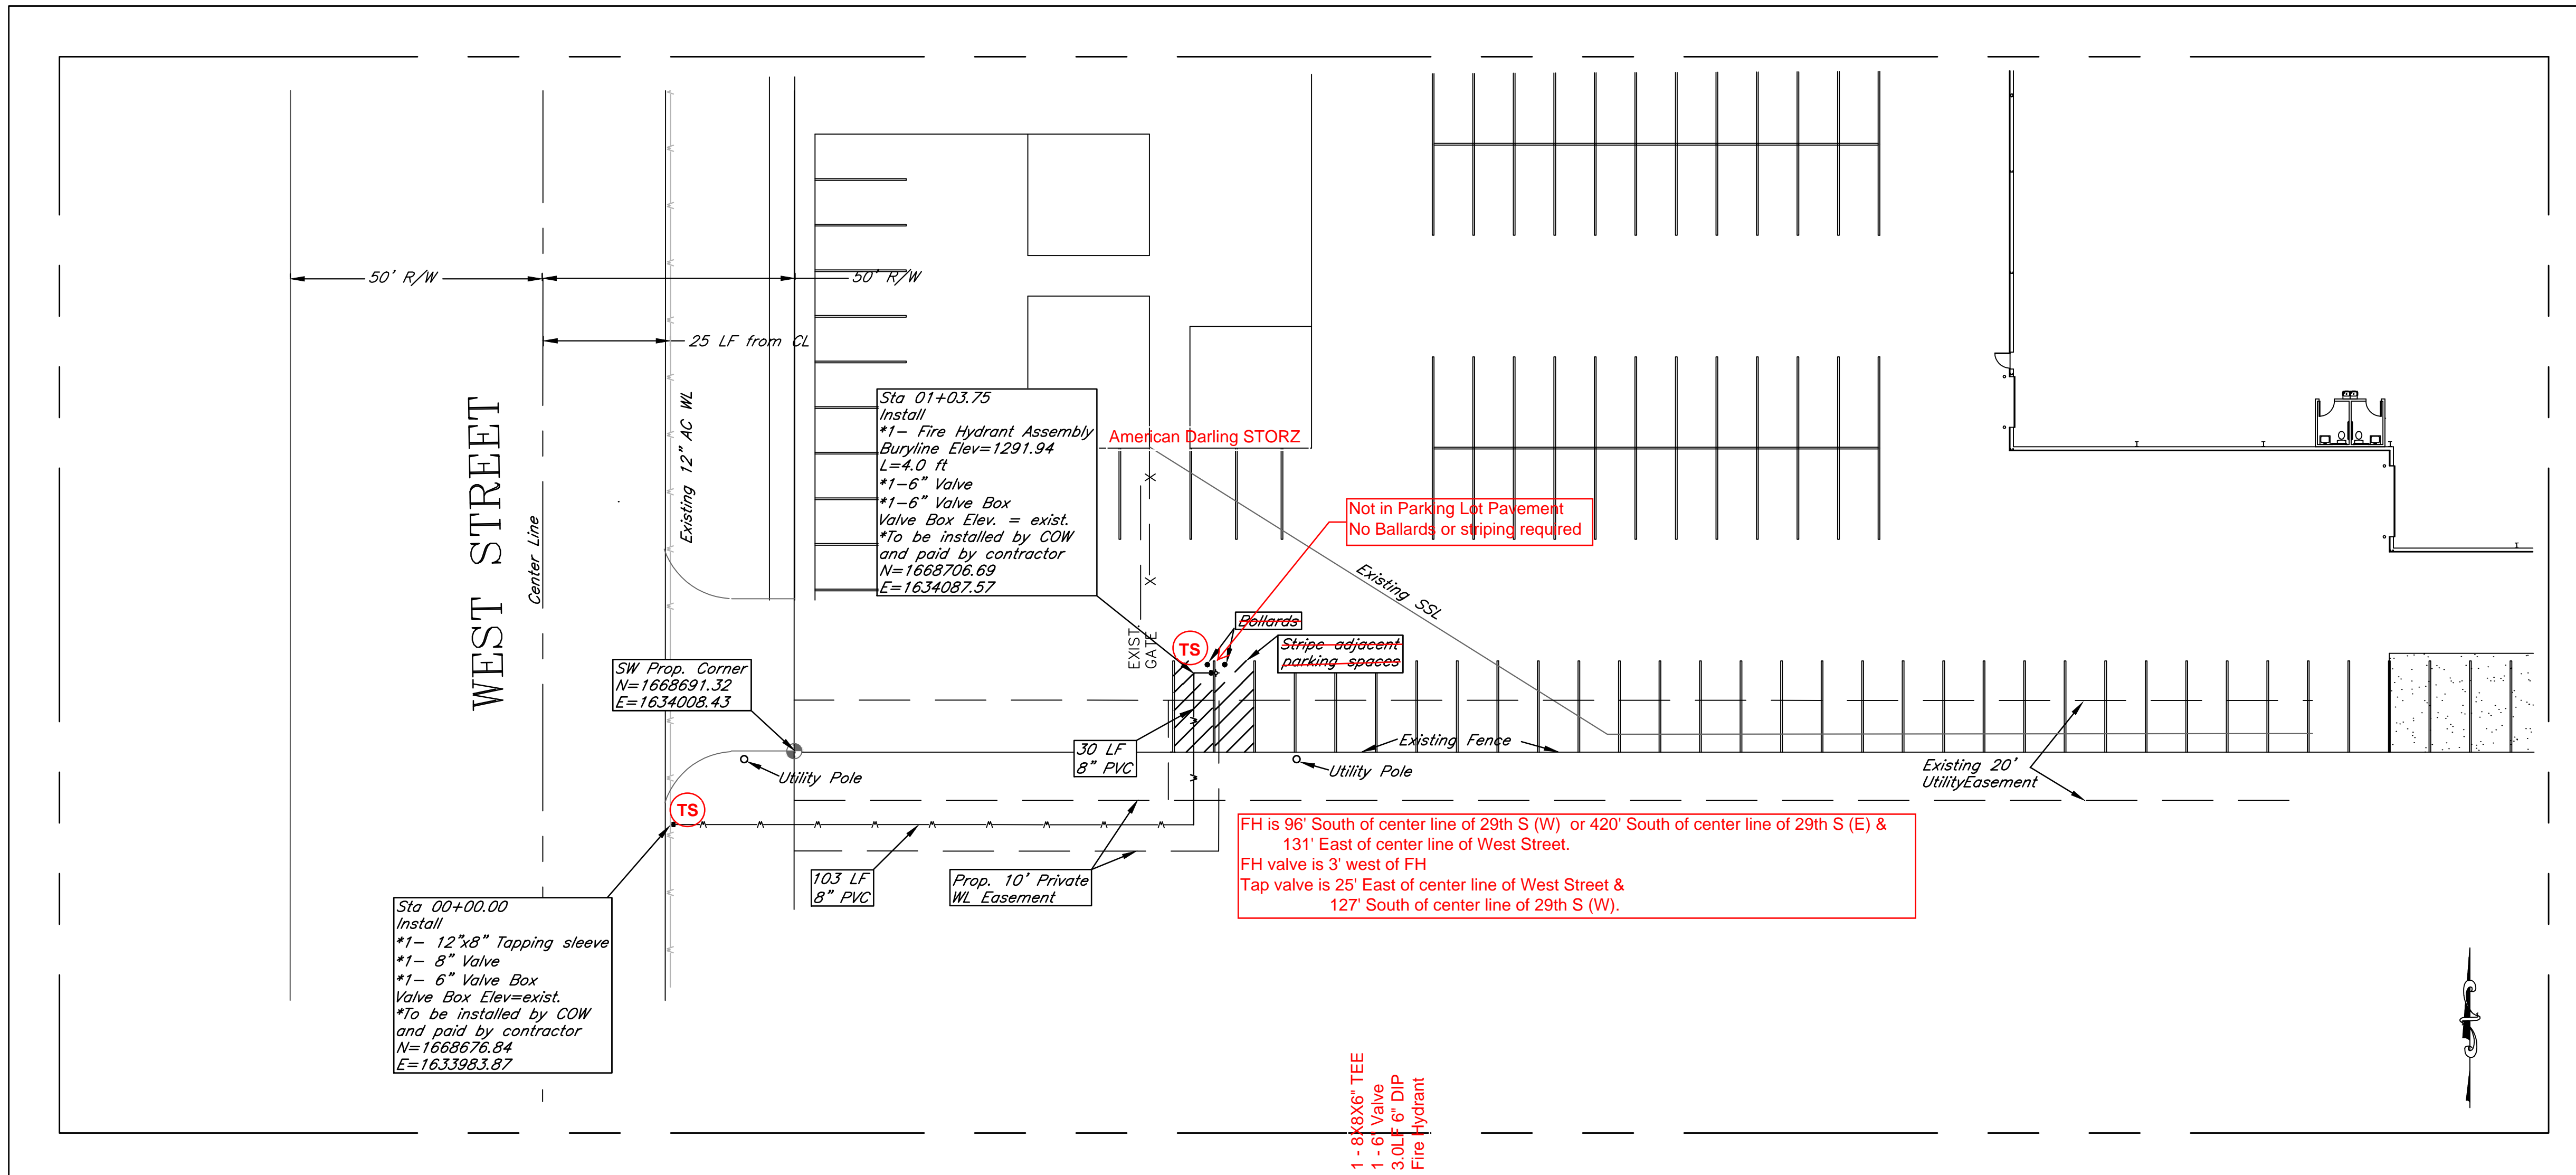 50' R/W
50' R/W
25 LF from CL
WEST STREET
Center Line
Existing 12" AC WL
Sta 01+03.75
Install
*1- Fire Hydrant Assembly
Buryline Elev=1291.94
L=4.0 ft
*1-6" Valve
*1-6" Valve Box
Valve Box Elev. = exist.
*To be installed by COW
and paid by contractor
N=1668706.69
E=1634087.57
American Darling STORZ
X
X
EXIST.
GATE
Not in Parking Lot Pavement
No Ballards or striping required
Existing SSL
Bollards
TS
Stripe adjacent
parking spaces
SW Prop. Corner
N=1668691.32
E=1634008.43
30 LF
8" PVC
Existing Fence
Utility Pole
Utility Pole
Existing 20'
UtilityEasement
TS
FH is 96' South of center line of 29th S (W) or 420' South of center line of 29th S (E) &
131' East of center line of West Street.
FH valve is 3' west of FH
Tap valve is 25' East of center line of West Street &
127' South of center line of 29th S (W).
103 LF
8" PVC
Prop. 10' Private
WL Easement
Sta 00+00.00
Install
*1- 12"x8" Tapping sleeve
*1- 8" Valve
*1- 6" Valve Box
Valve Box Elev=exist.
*To be installed by COW
and paid by contractor
N=1668676.84
E=1633983.87
1 - 8X8X6" TEE
1 - 6" Valve
3.0LF 6" DIP
Fire Hydrant